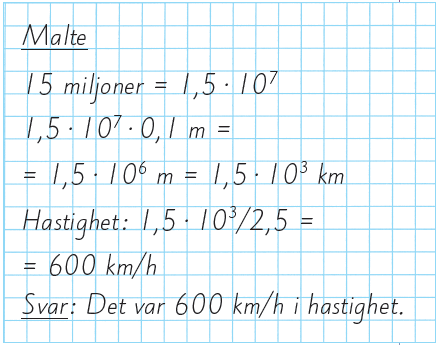 Malte
15 miljoner = 1,5 · 10⁷
1,5 · 10⁷ · 0,1 m =
= 1,5 · 10⁶ m = 1,5 · 10³ km
Hastighet: 1,5 · 10³/2,5 =
= 600 km/h
Svar: Det var 600 km/h i hastighet.